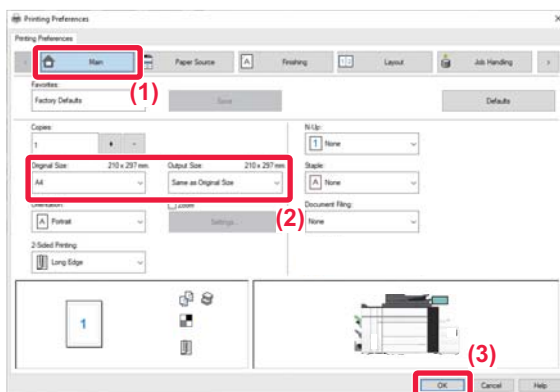 Printing Preferences
Printing Preferences
Main
Paper Source
Finishing
Layout
Job Handling
(1)
Favorites:
Factory Defaults
Save
Defaults
Copies:
1
+ -
N-Up:
1 None
Original Size: 210 x 297 mm
A4
Output Size: 210 x 297 mm
Same as Original Size
Staple:
A None
(2)
Orientation:
A Portrait
Zoom
Settings...
Document Filing:
None
2-Sided Printing:
Long Edge
1
(3)
OK
Cancel
Help